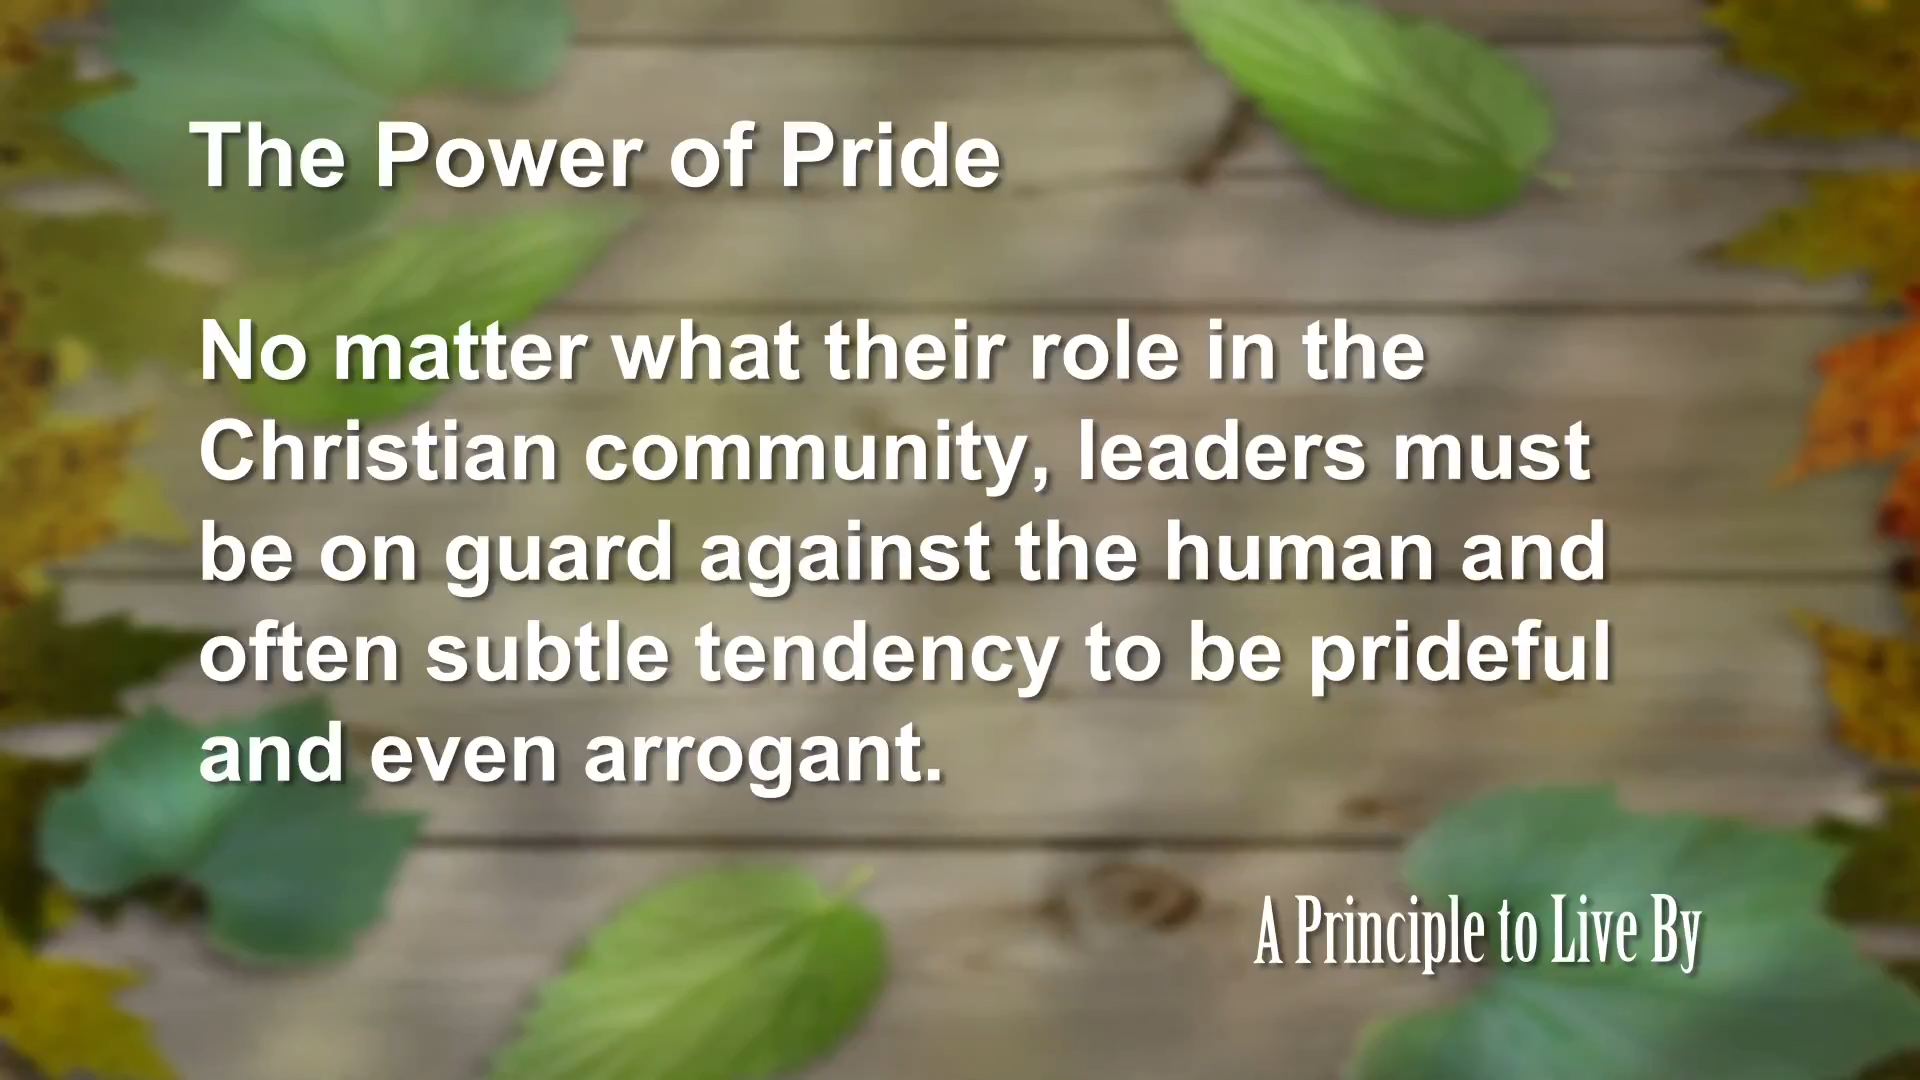 The Power of Pride
No matter what their role in the
Christian community, leaders must
be on guard against the human and
often subtle tendency to be prideful
and even arrogant.
A Principle to Live By